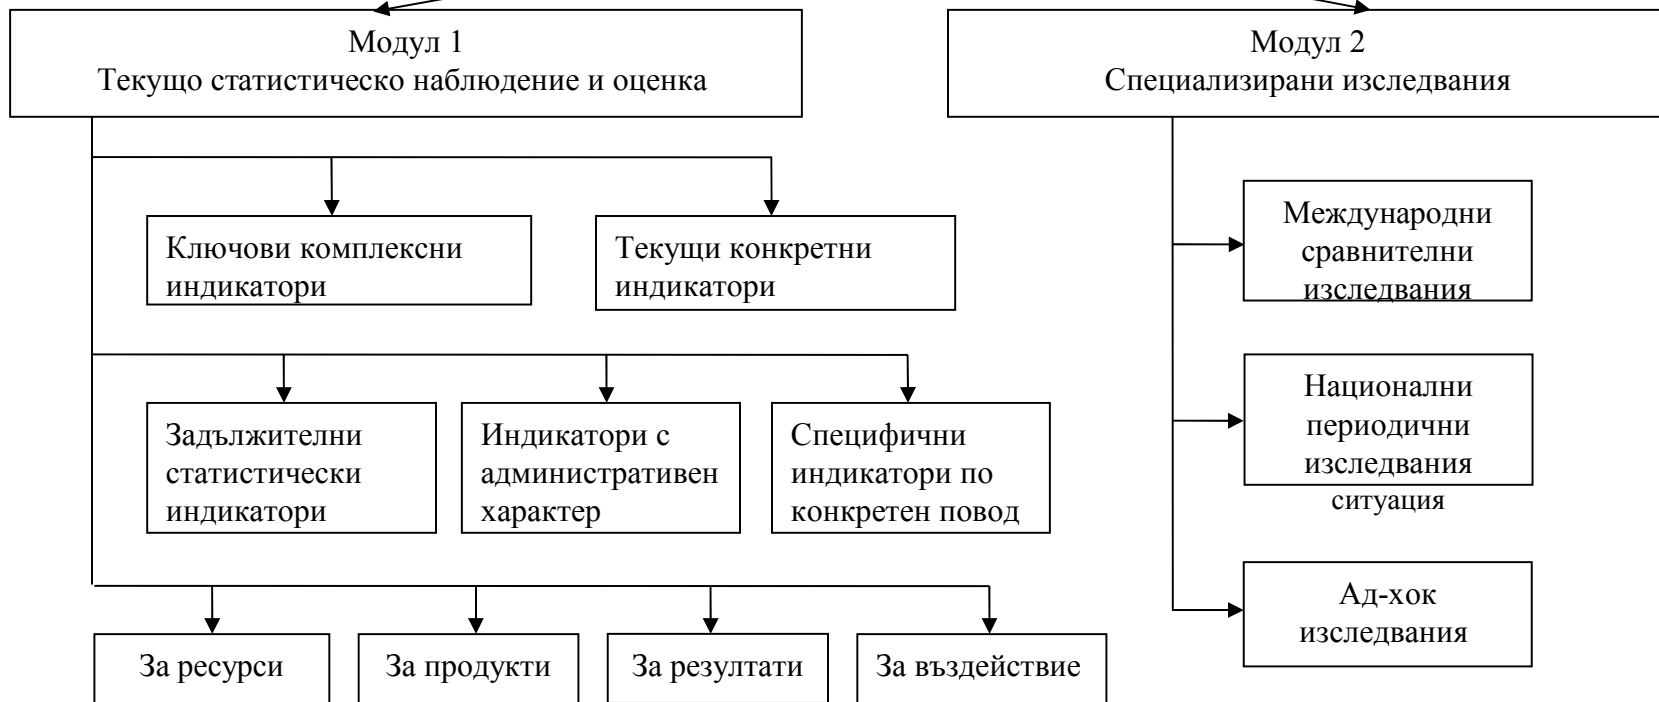 Модул 1
Текущо статистическо наблюдение и оценка
Модул 2
Специализирани изследвания
Ключови комплексни
индикатори
Текущи конкретни
индикатори
Задължителни
статистически
индикатори
Индикатори с
административен
характер
Специфични
индикатори по
конкретен повод
За ресурси
За продукти
За резултати
За въздействие
Международни
сравнителни
изследвания
Национални
периодични
изследвания
ситуация
Ад-хок
изследвания